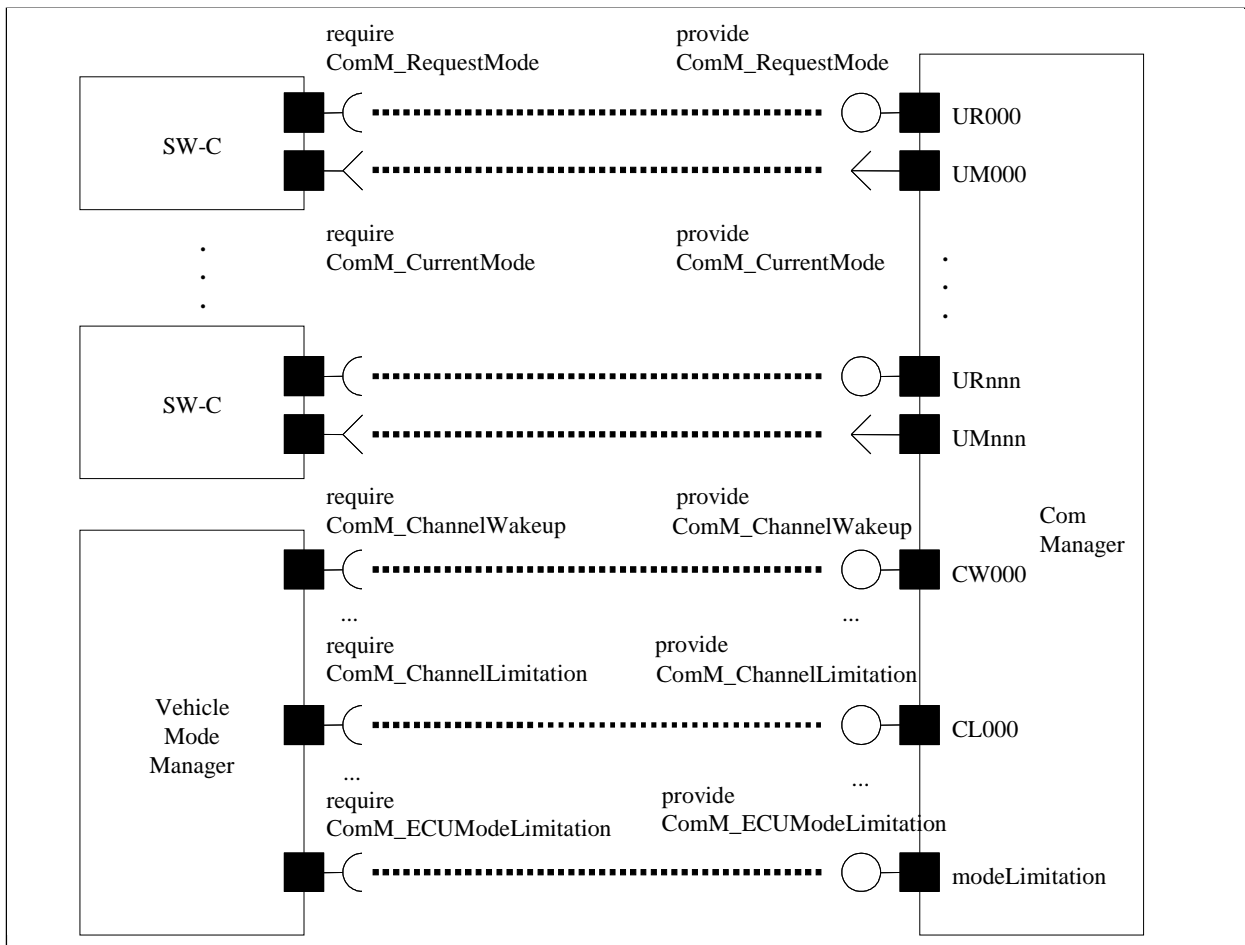 require
ComM_RequestMode
provide
ComM_RequestMode
SW-C
UR000
UM000
require
ComM_CurrentMode
provide
ComM_CurrentMode
SW-C
URnnn
UMnnn
require
ComM_ChannelWakeup
provide
ComM_ChannelWakeup
Com
Manager
CW000
...
...
require
ComM_ChannelLimitation
provide
ComM_ChannelLimitation
Vehicle
Mode
Manager
CL000
...
...
require
ComM_ECUModeLimitation
provide
ComM_ECUModeLimitation
modeLimitation